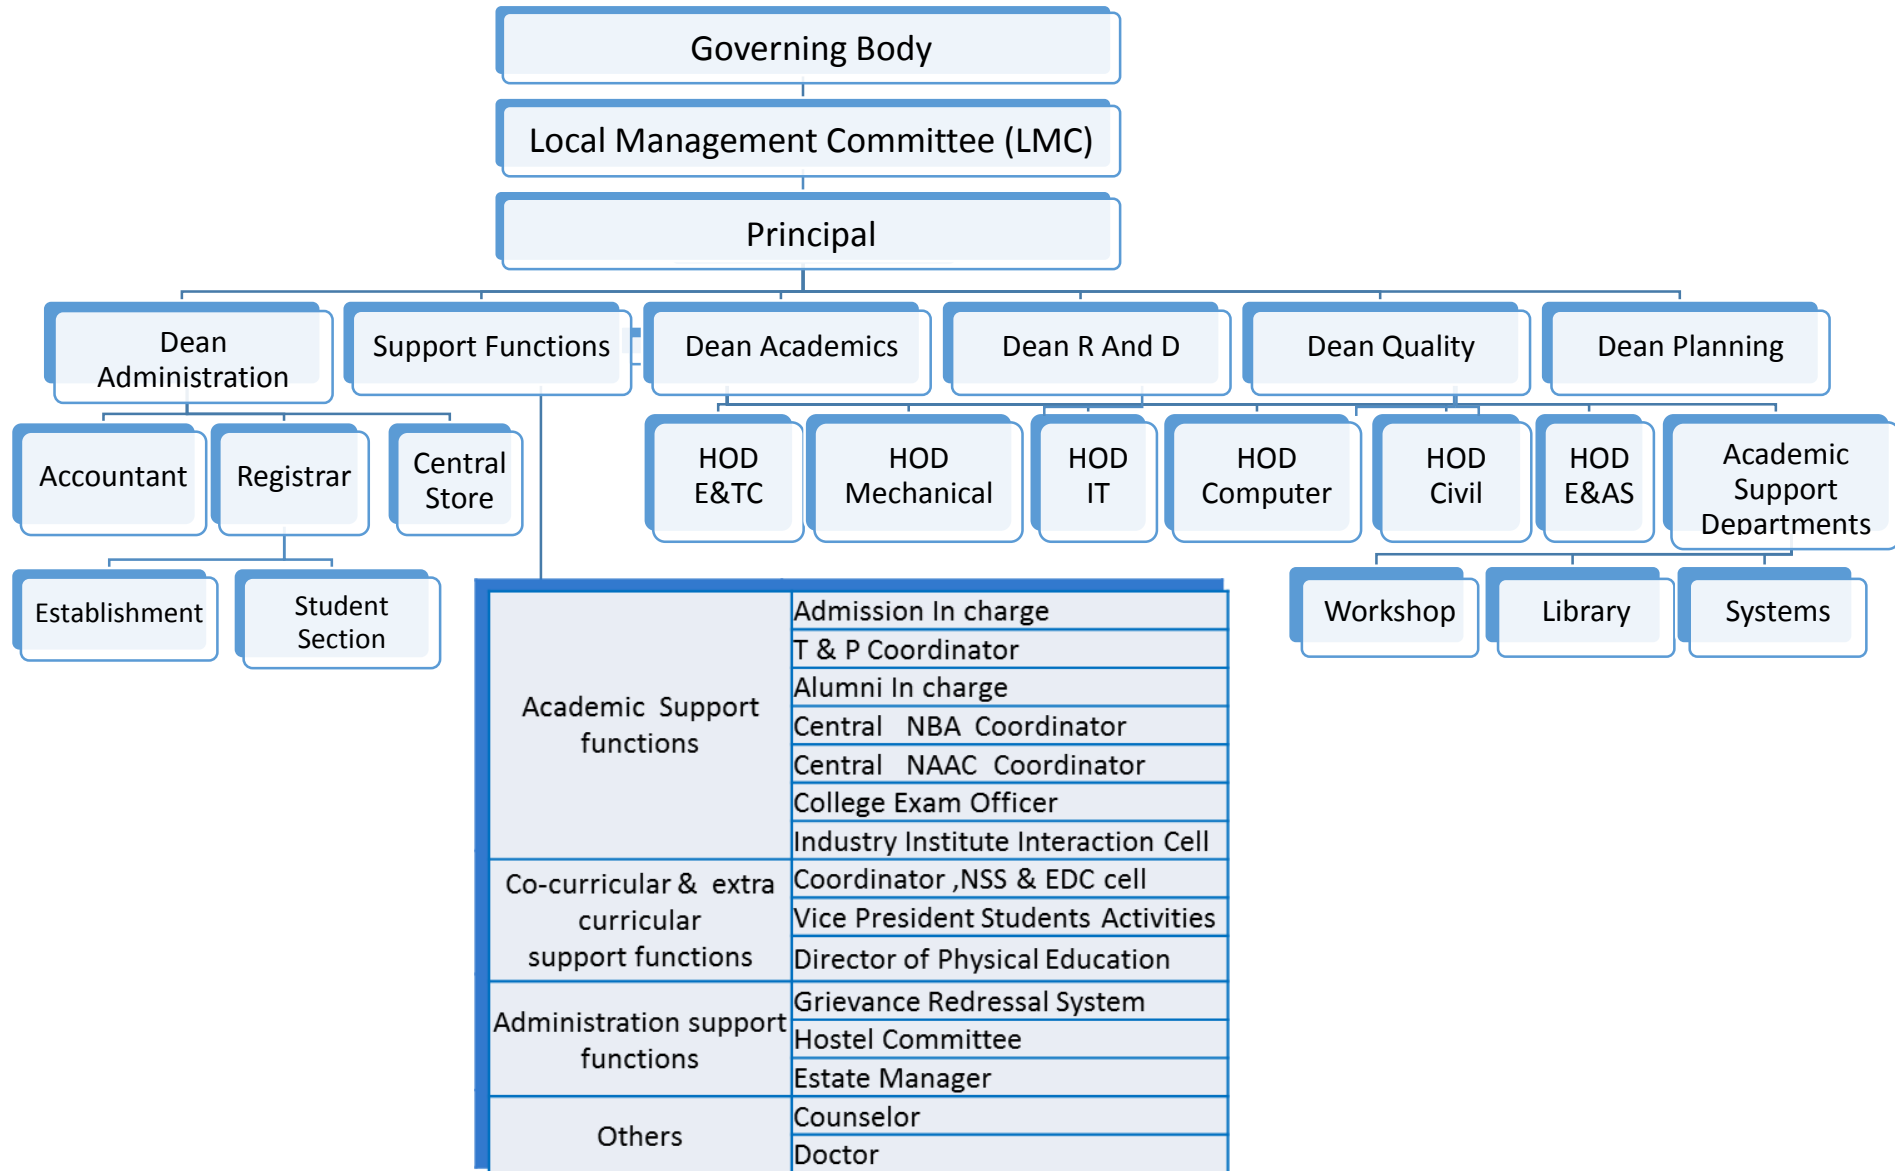 Governing Body
Local Management Committee (LMC)
Principal
Dean
Administration
Support Functions
Dean Academics
Dean R And D
Dean Quality
Dean Planning
Accountant
Registrar
Central
Store
HOD
E&TC
HOD
Mechanical
HOD
IT
HOD
Computer
HOD
Civil
HOD
E&AS
Academic
Support
Departments
Establishment
Student
Section
Workshop
Library
Systems
Academic Support
functions
Admission In charge
T & P Coordinator
Alumni In charge
Central NBA Coordinator
Central NAAC Coordinator
College Exam Officer
Industry Institute Interaction Cell
Co-curricular & extra
curricular
support functions
Coordinator ,NSS & EDC cell
Vice President Students Activities
Director of Physical Education
Administration support
functions
Grievance Redressal System
Hostel Committee
Estate Manager
Others
Counselor
Doctor